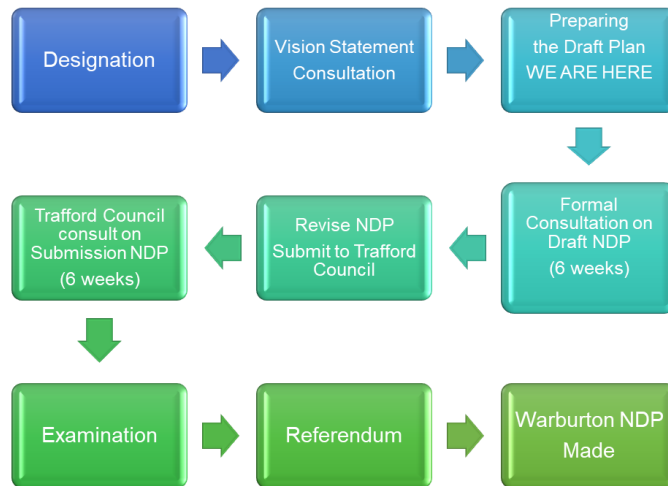 Designation
Vision Statement
Consultation
Preparing
the Draft Plan
WE ARE HERE
Formal
Consultation on
Draft NDP
(6 weeks)
Revise NDP
Submit to Trafford
Council
Trafford Council
consult on
Submission NDP
(6 weeks)
Examination
Referendum
Warburton NDP
Made